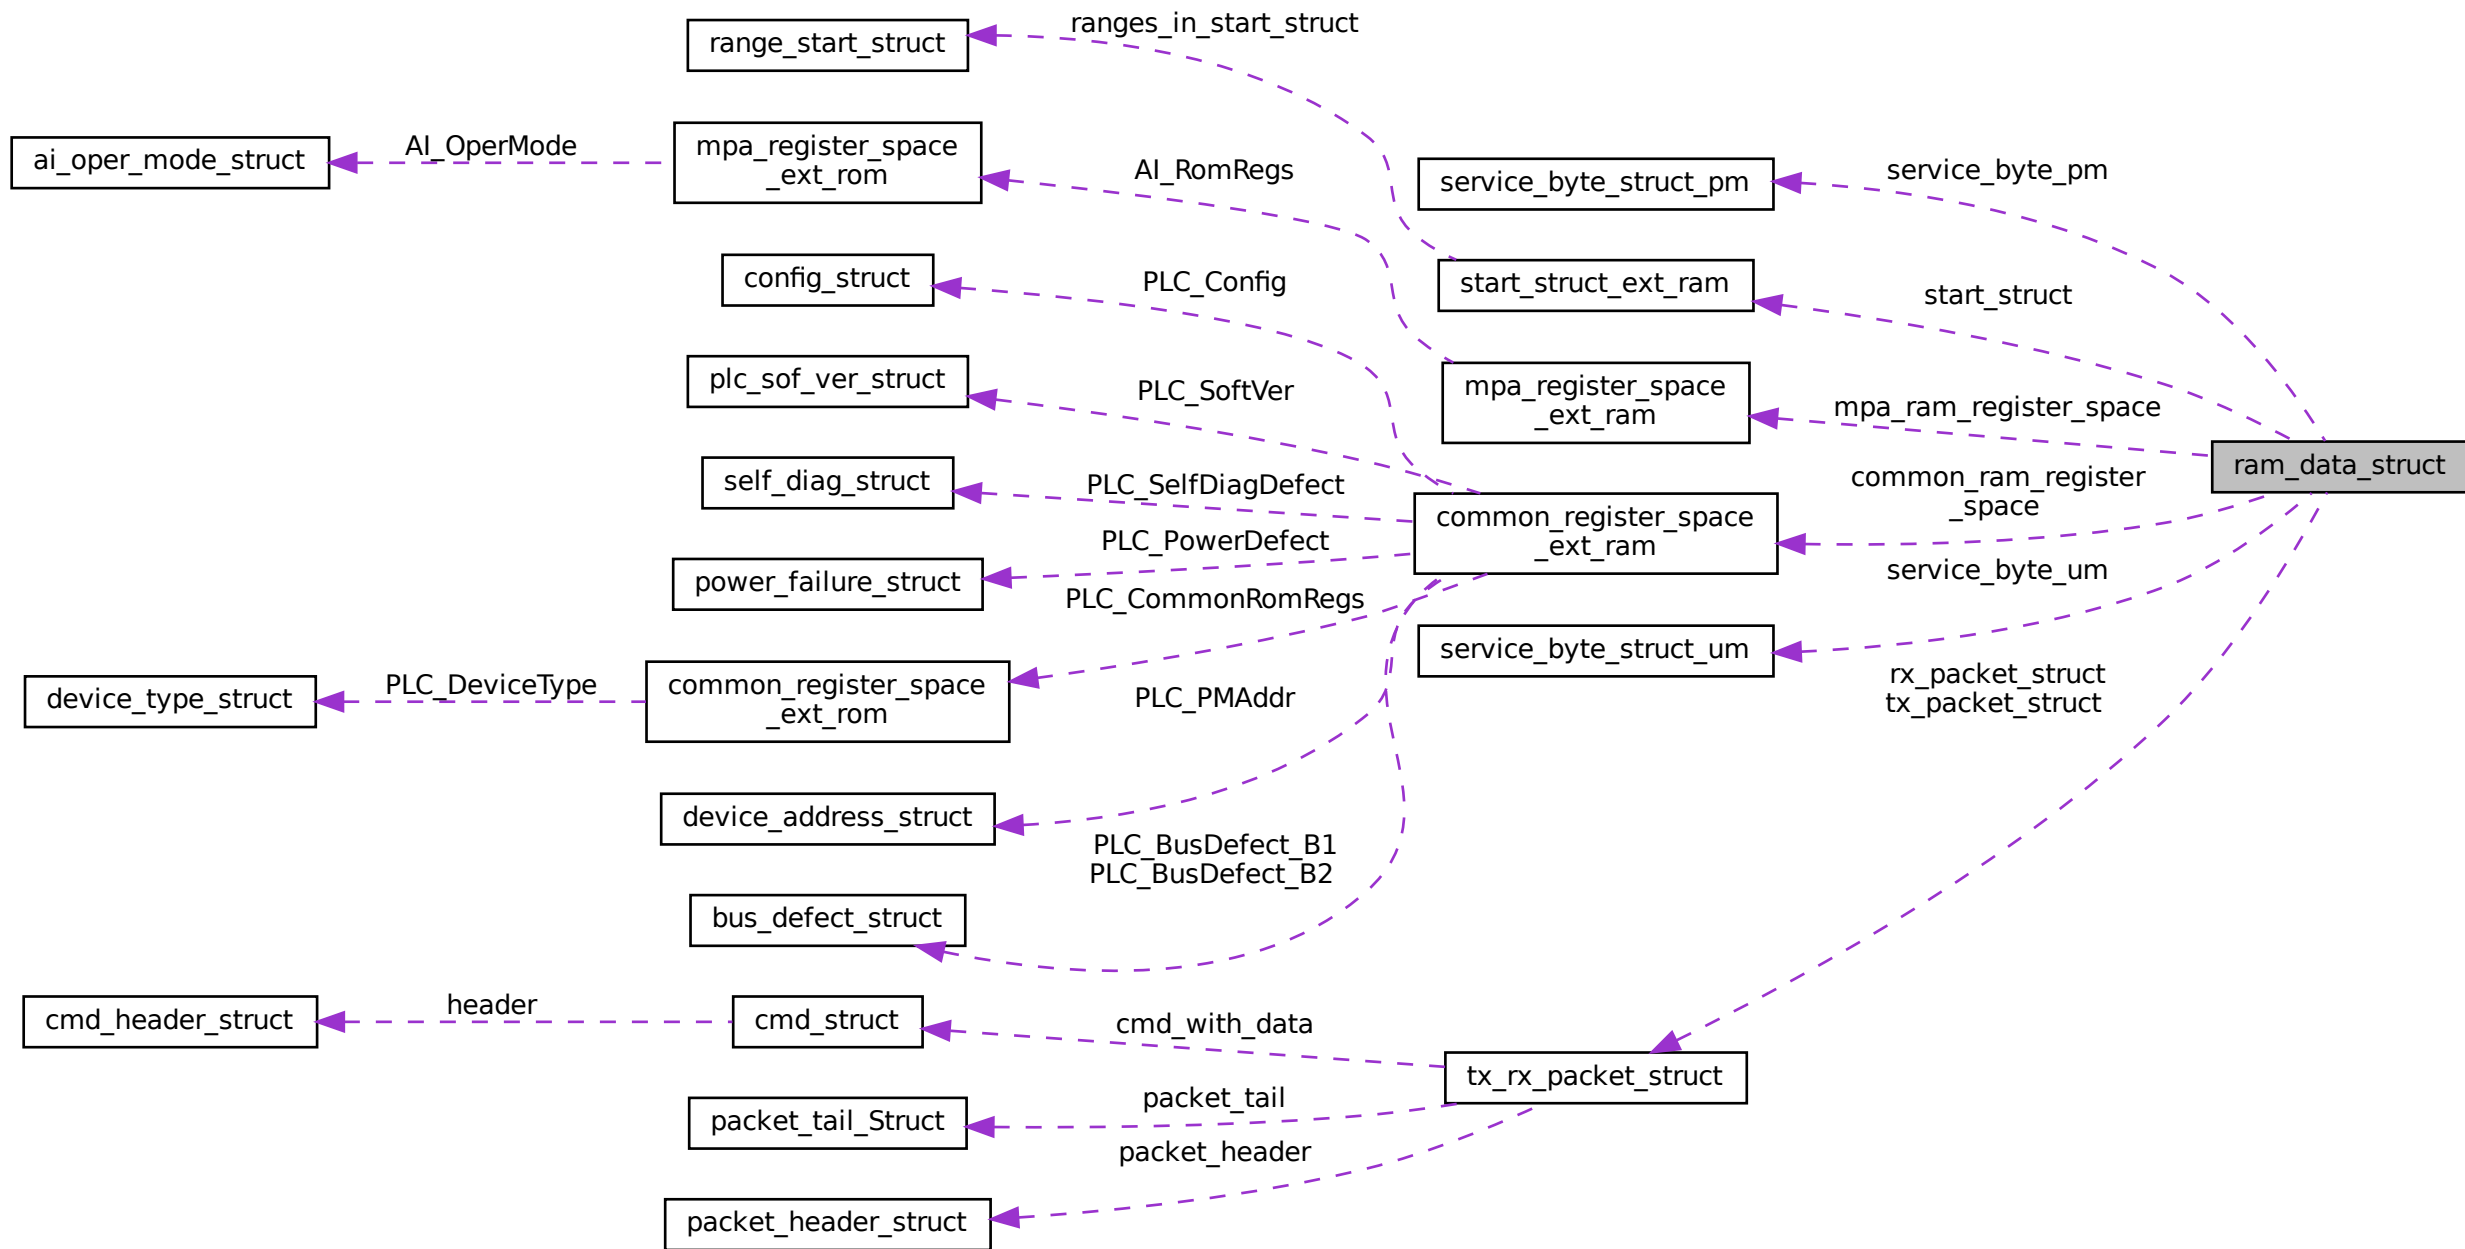 ranges_in_start_struct
range_start_struct
AI_OperMode
ai_oper_mode_struct
mpa_register_space
_ext_rom
AI_RomRegs
service_byte_struct_pm
service_byte_pm
config_struct
PLC_Config
start_struct_ext_ram
start_struct
plc_sof_ver_struct
PLC_SoftVer
mpa_register_space
_ext_ram
mpa_ram_register_space
ram_data_struct
self_diag_struct
PLC_SelfDiagDefect
common_register_space
_ext_ram
common_ram_register
_space
power_failure_struct
PLC_PowerDefect
service_byte_um
PLC_CommonRomRegs
service_byte_struct_um
device_type_struct
PLC_DeviceType
common_register_space
_ext_rom
PLC_PMAddr
rx_packet_struct
tx_packet_struct
device_address_struct
PLC_BusDefect_B1
PLC_BusDefect_B2
bus_defect_struct
cmd_header_struct
header
cmd_struct
cmd_with_data
tx_rx_packet_struct
packet_tail_Struct
packet_tail
packet_header
packet_header_struct